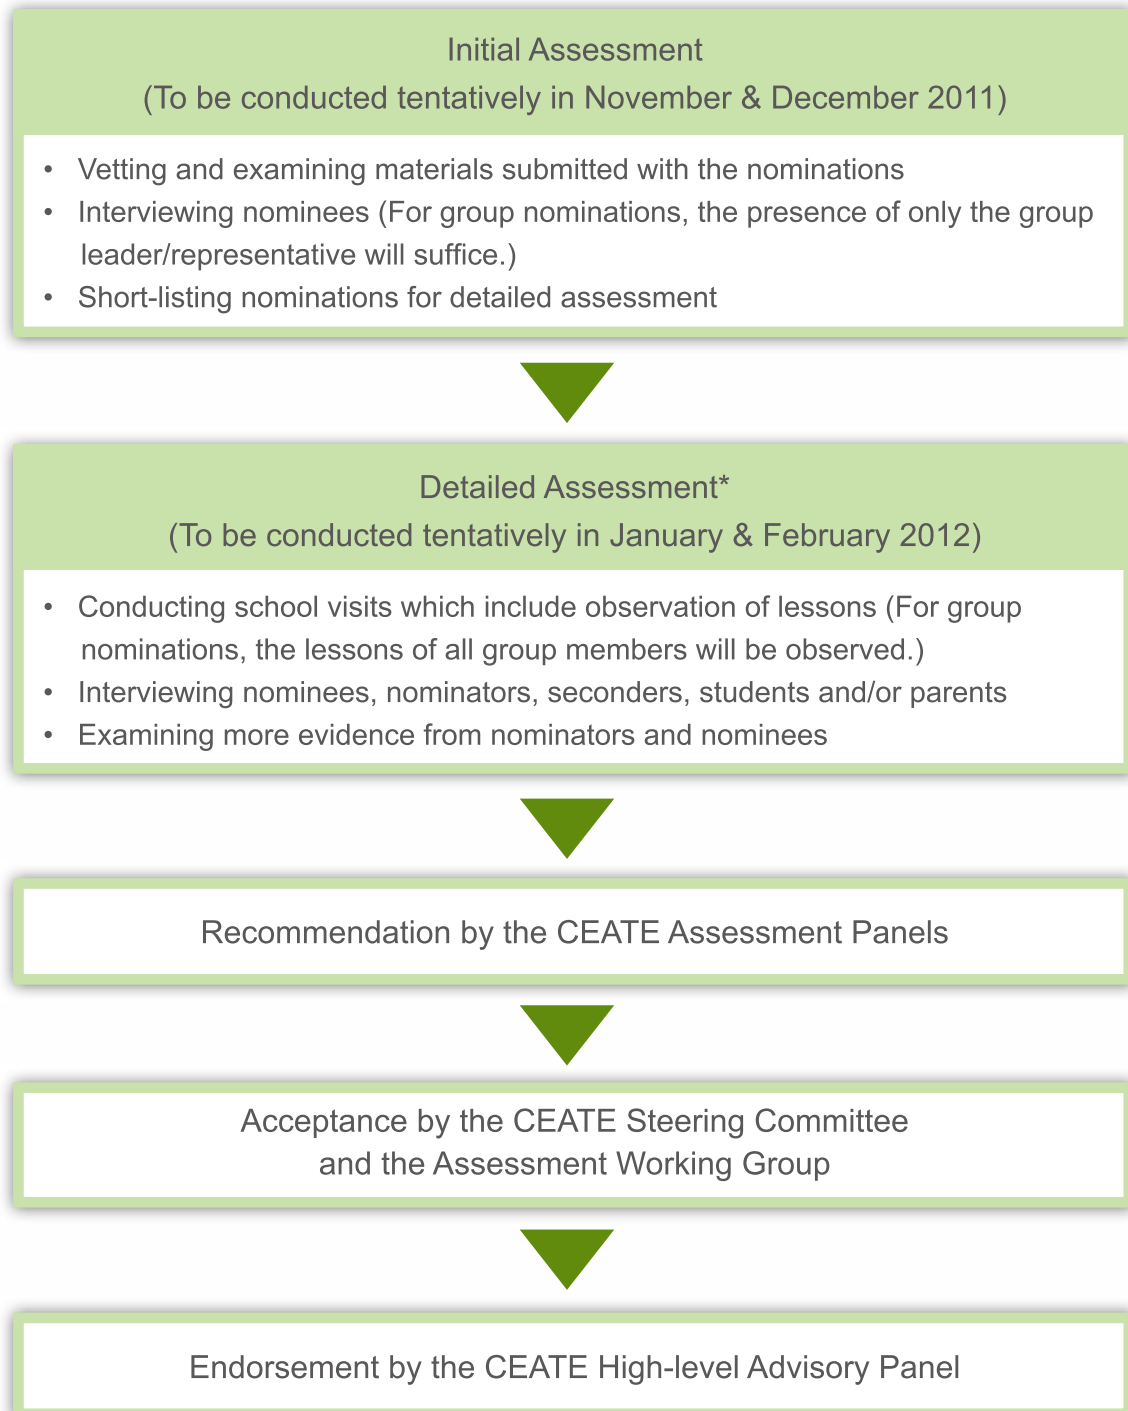 Initial Assessment
(To be conducted tentatively in November & December 2011)
• Vetting and examining materials submitted with the nominations
• Interviewing nominees (For group nominations, the presence of only the group
leader/representative will suffice.)
• Short-listing nominations for detailed assessment
Detailed Assessment*
(To be conducted tentatively in January & February 2012)
• Conducting school visits which include observation of lessons (For group
nominations, the lessons of all group members will be observed.)
• Interviewing nominees, nominators, seconders, students and/or parents
• Examining more evidence from nominators and nominees
Recommendation by the CEATE Assessment Panels
Acceptance by the CEATE Steering Committee
and the Assessment Working Group
Endorsement by the CEATE High-level Advisory Panel